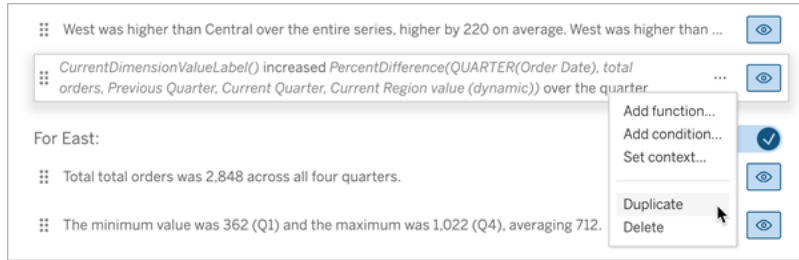 West was higher than Central over the entire series, higher by 220 on average. West was higher than ...
CurrentDimensionValueLabel() increased PercentDifference(QUARTER(Order Date), total
orders, Previous Quarter, Current Quarter, Current Region value (dynamic)) over the quarter
...
Add function...
Add condition...
Set context...
For East:
Total total orders was 2,848 across all four quarters.
Duplicate
The minimum value was 362 (Q1) and the maximum was 1,022 (Q4), averaging 712.
Delete